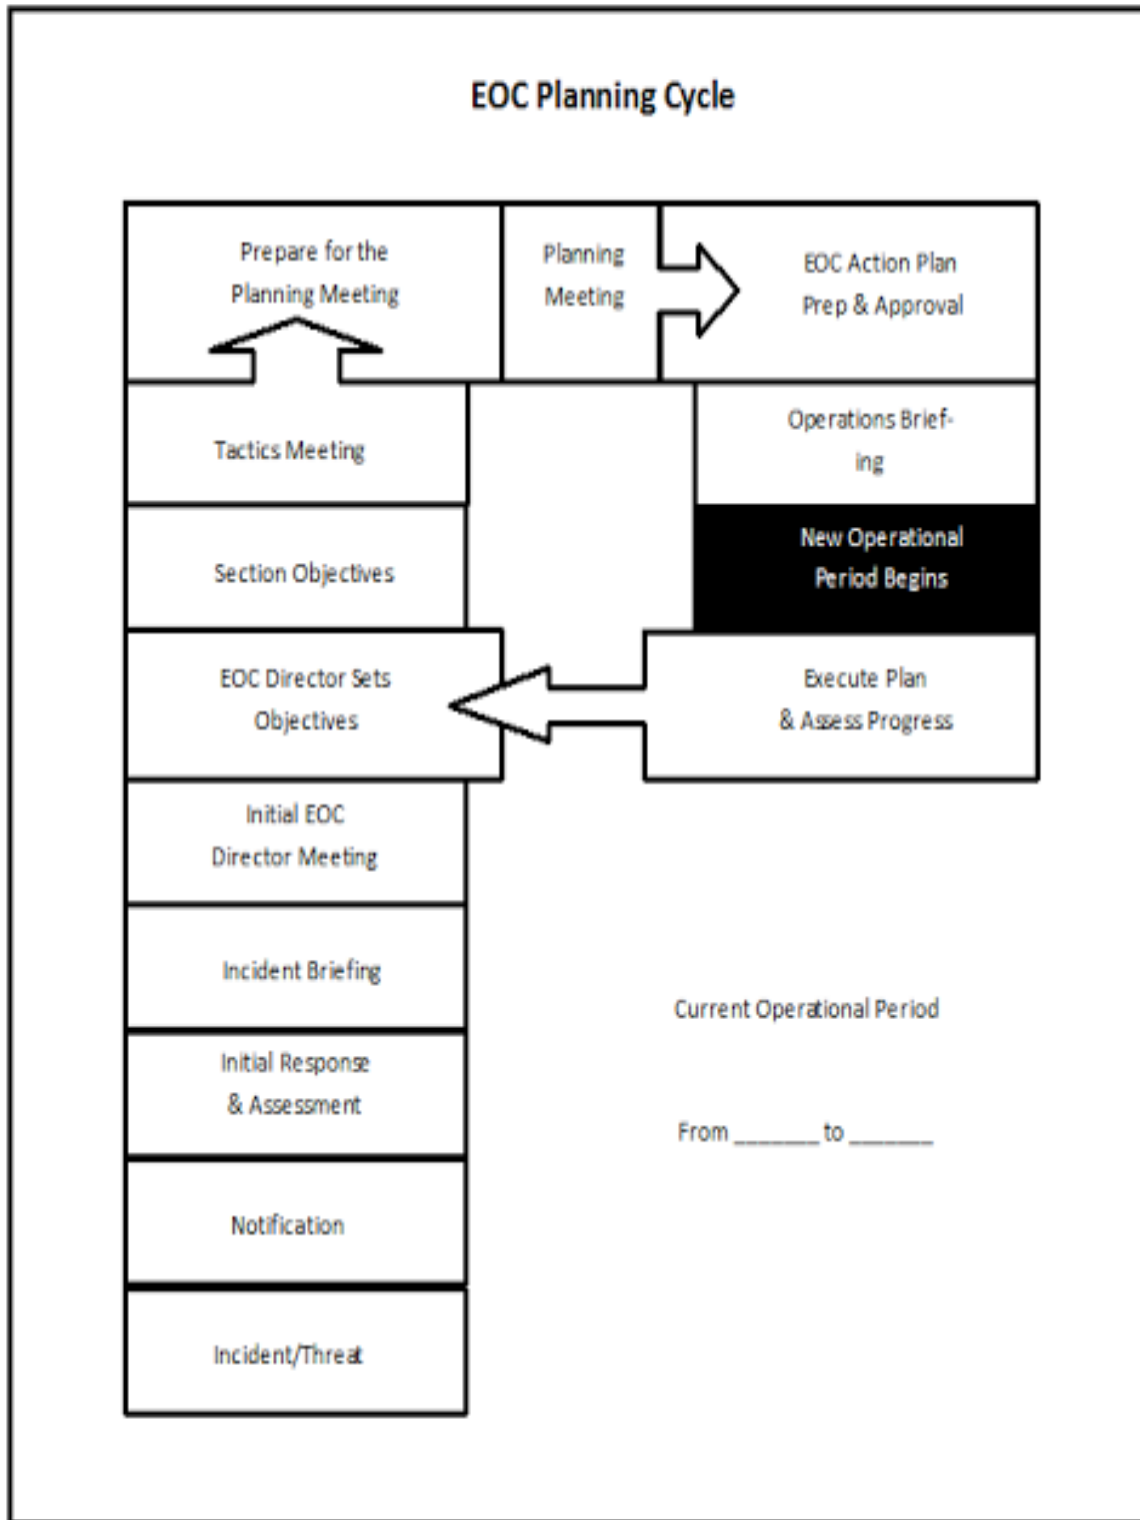 EOC Planning Cycle
Prepare for the
Planning Meeting
Planning
Meeting
EOC Action Plan
Prep & Approval
Tactics Meeting
Operations Brief-
ing
Section Objectives
New Operational
Period Begins
EOC Director Sets
Objectives
Execute Plan
& Assess Progress
Initial EOC
Director Meeting
Incident Briefing
Current Operational Period
Initial Response
& Assessment
From _______ to _______
Notification
Incident/Threat